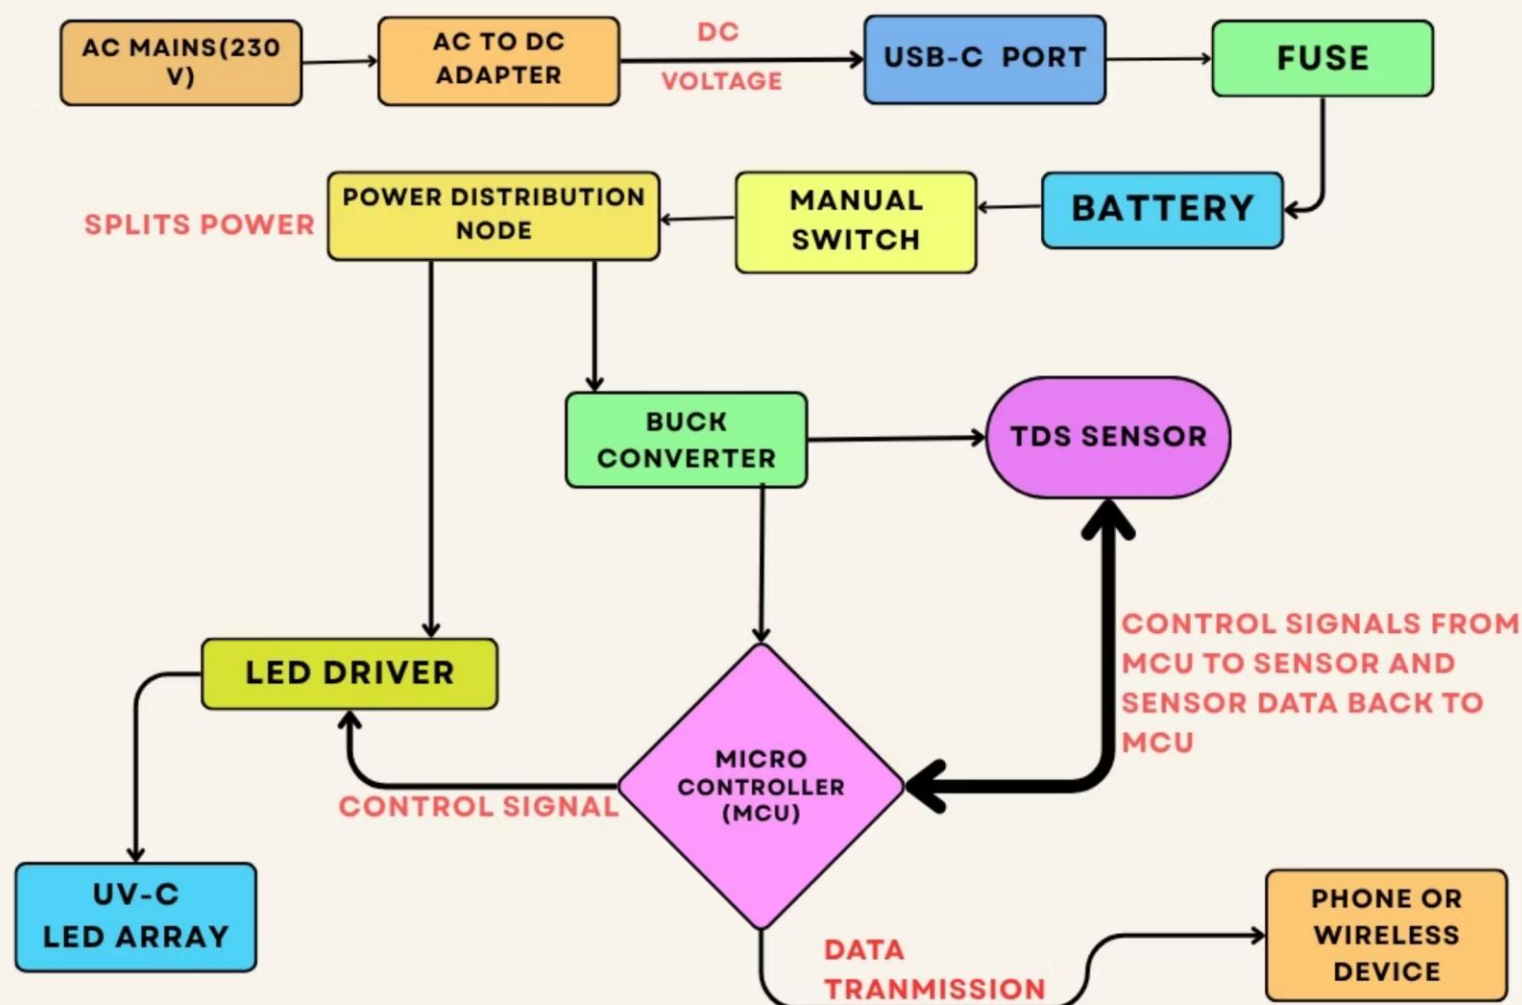 AC MAINS(230
V)
AC TO DC
ADAPTER
DC
VOLTAGE
USB-C PORT
FUSE
SPLITS POWER
POWER DISTRIBUTION
NODE
MANUAL
SWITCH
BATTERY
BUCK
CONVERTER
TDS SENSOR
LED DRIVER
CONTROL SIGNALS FROM
MCU TO SENSOR AND
SENSOR DATA BACK TO
MCU
MICRO
CONTROLLER
(MCU)
CONTROL SIGNAL
UV-C
LED ARRAY
DATA
TRANMISSION
PHONE OR
WIRELESS
DEVICE